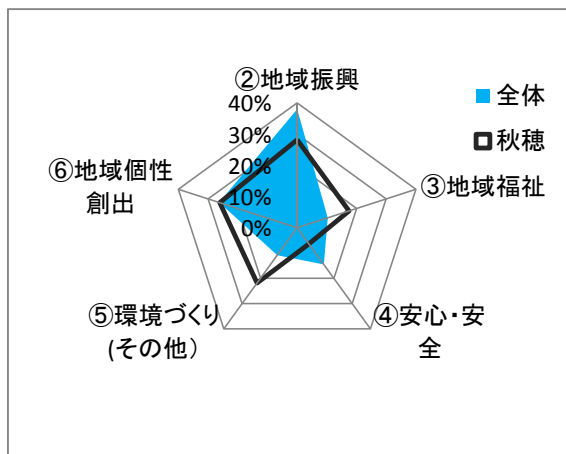 ②地域振興
40%
30%
20%
10%
0%
全体
秋穂
③地域福祉
④安心・安
全
⑤環境づくり
(その他）
⑥地域個性
創出